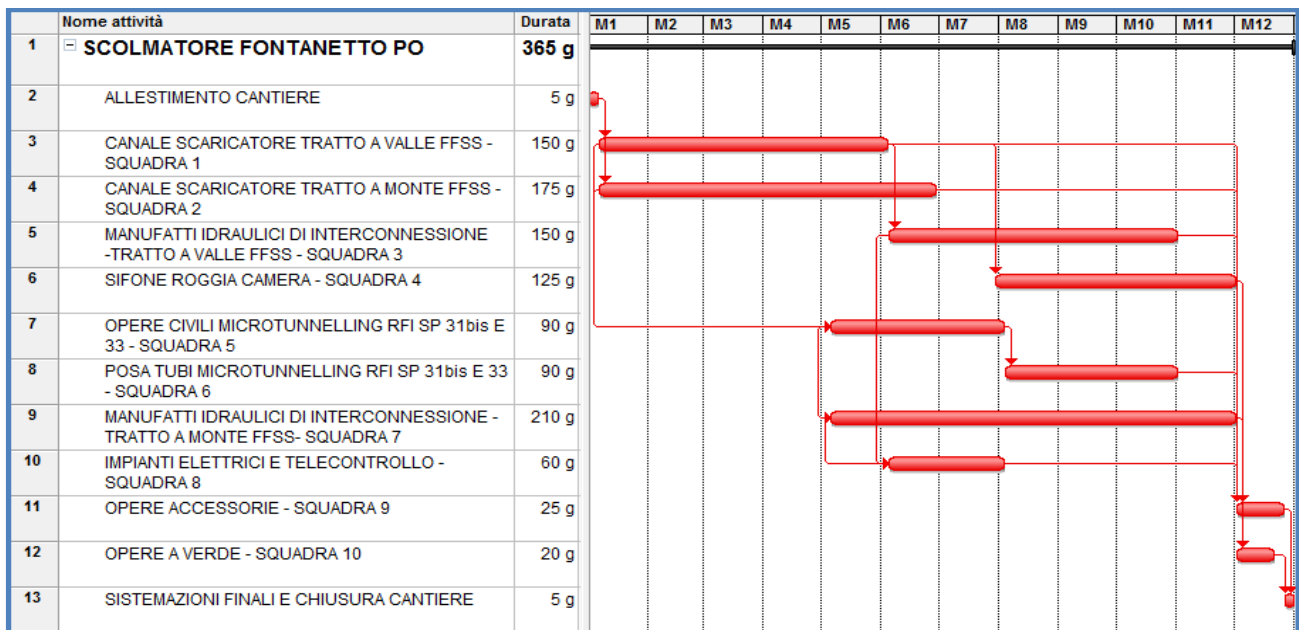 Nome attività Durata M1 M2 M3 M4 M5 M6 M7 M8 M9 M10 M11 M12
1 SCOLMATORE FONTANETTO PO 365 g
2 ALLESTIMENTO CANTIERE 5 g
3 CANALE SCARICATORE TRATTO A VALLE FFSS - 150 g
SQUADRA 1
4 CANALE SCARICATORE TRATTO A MONTE FFSS - 175 g
SQUADRA 2
5 MANUFATTI IDRAULICI DI INTERCONNESSIONE 150 g
-TRATTO A VALLE FFSS - SQUADRA 3
6 SIFONE ROGGIA CAMERA - SQUADRA 4 125 g
7 OPERE CIVILI MICROTUNNELLING RFI SP 31bis E 90 g
33 - SQUADRA 5
8 POSA TUBI MICROTUNNELLING RFI SP 31bis E 33 90 g
- SQUADRA 6
9 MANUFATTI IDRAULICI DI INTERCONNESSIONE - 210 g
TRATTO A MONTE FFSS- SQUADRA 7
10 IMPIANTI ELETTRICI E TELECONTROLLO - 60 g
SQUADRA 8
11 OPERE ACCESSORIE - SQUADRA 9 25 g
12 OPERE A VERDE - SQUADRA 10 20 g
13 SISTEMAZIONI FINALI E CHIUSURA CANTIERE 5 g